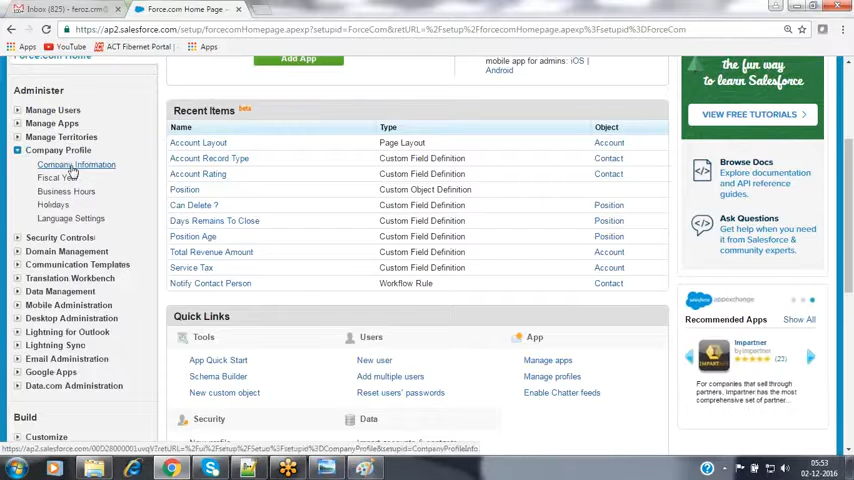 Inbox (825) - feroz.crm@
Force.com Home Page ~
https://ap2.salesforce.com/setup/forcecomHomepage.apexp?setupid=ForceCom&retURL=%2Fsetup%2Fforcecomhomepage.apexp%3Fsetupid%3DForceCom
Apps
YouTube
ACT Fibernet Portal |
Apps
Force.com Home
Administer
Manage Users
Manage Apps
Manage Territories
Company Profile
Company Information
Fiscal Year
Business Hours
Holidays
Language Settings
Security Controls
Domain Management
Communication Templates
Translation Workbench
Data Management
Mobile Administration
Desktop Administration
Lightning for Outlook
Lightning Sync
Email Administration
Google Apps
Data.com Administration
Build
Customize
Add App
mobile app for admins: iOS |
Android
Recent Items beta
Name Type Object
Account Layout Page Layout Account
Account Record Type Custom Field Definition Contact
Account Rating Custom Field Definition Contact
Position Custom Object Definition
Can Delete ? Custom Field Definition Position
Days Remains To Close Custom Field Definition Position
Position Age Custom Field Definition Position
Total Revenue Amount Custom Field Definition Account
Service Tax Custom Field Definition Account
Notify Contact Person Workflow Rule Contact
Quick Links
Tools Users App
App Quick Start New user Manage apps
Schema Builder Add multiple users Manage profiles
New custom object Reset users' passwords Enable Chatter feeds
Security Data
the fun way
to learn Salesforce
VIEW FREE TUTORIALS
Browse Docs
Explore documentation
and API reference
guides.
Ask Questions
Get help when you need
it from Salesforce &
community experts.
appexchange
Recommended Apps Show All
Impartner
by impartner
(23)
For companies that sell through
partners, Impartner has the most
comprehensive set of partner...
05:53
02-12-2016